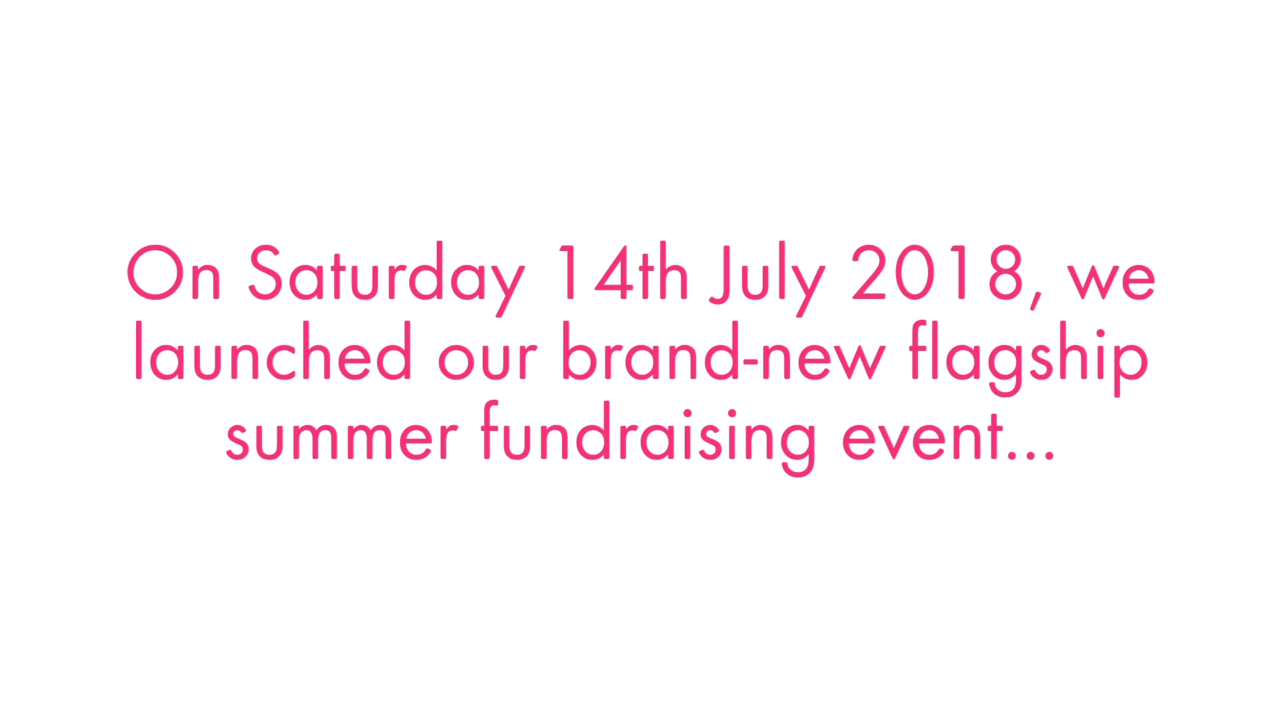 On Saturday 14th July 2018, we
launched our brand-new flagship
summer fundraising event...